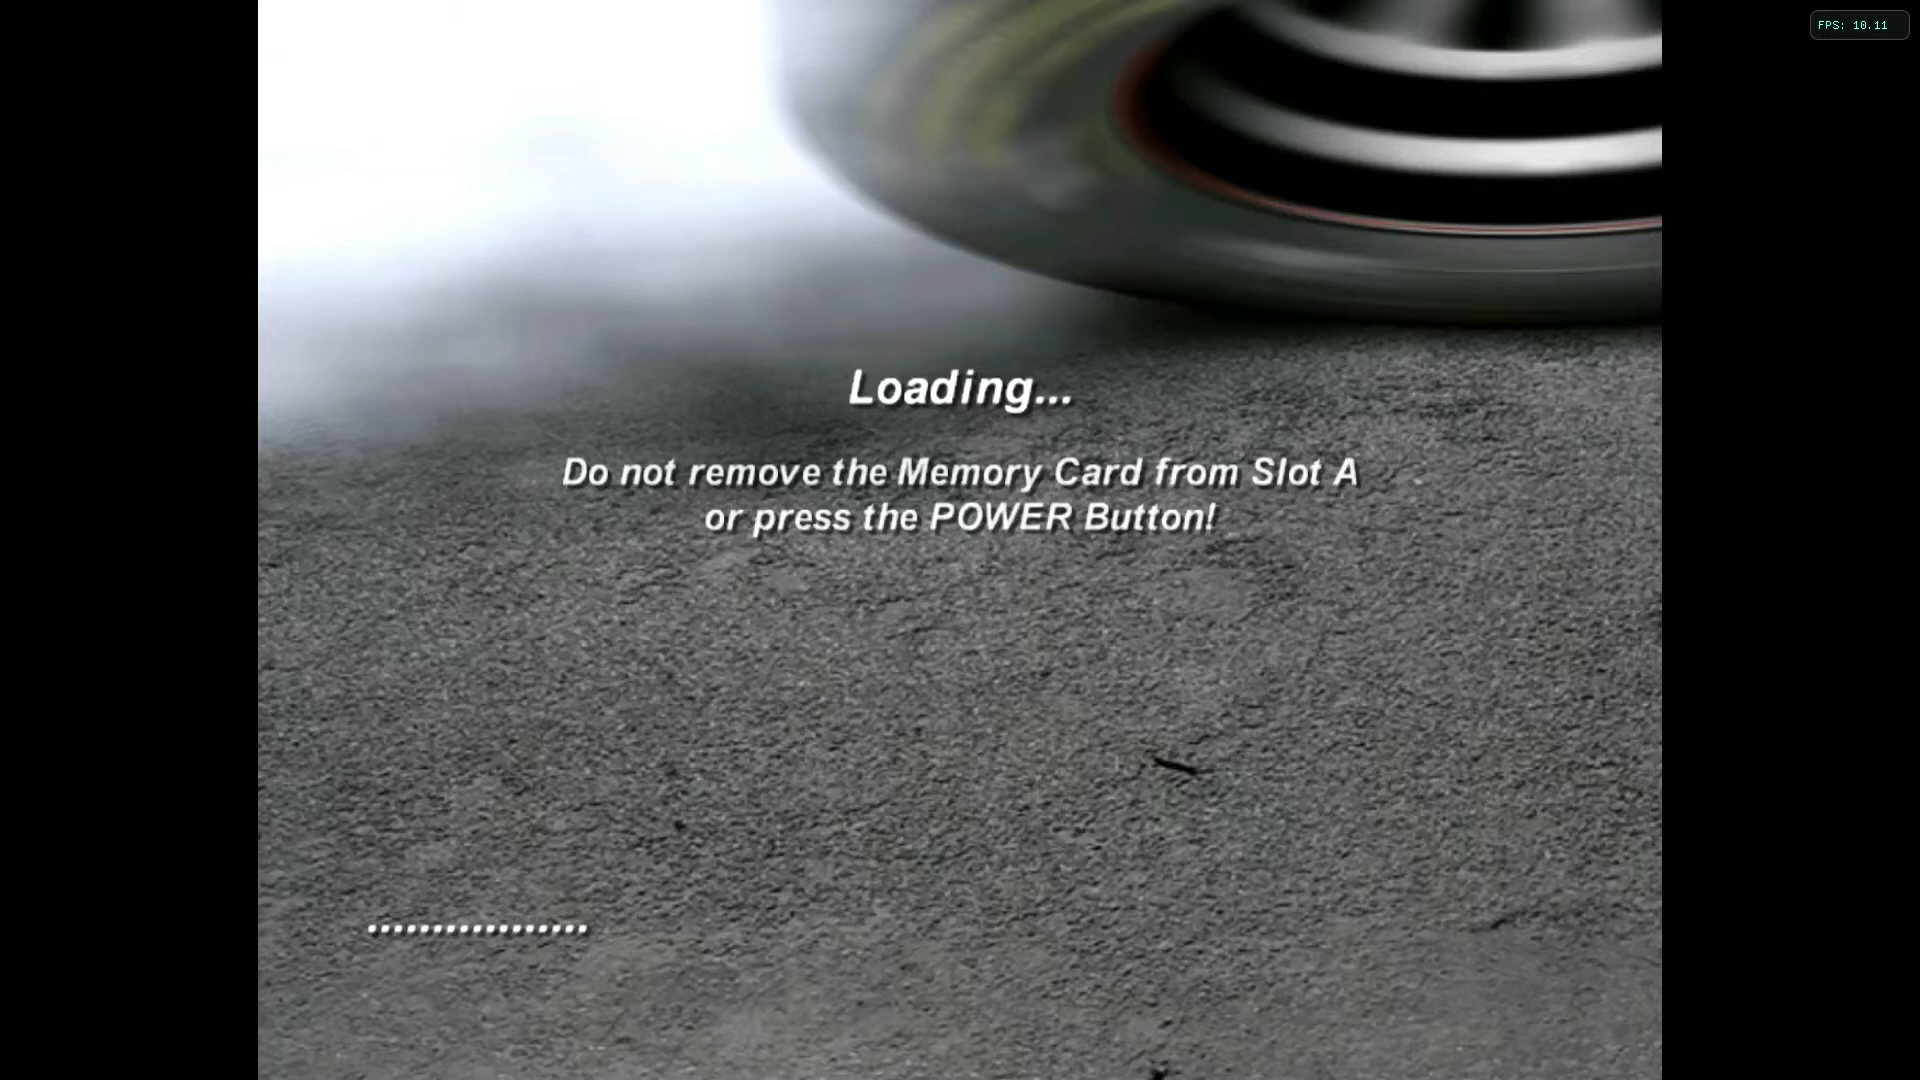 FPS: 10.11
Loading...
Do not remove the Memory Card from Slot A
or press the POWER Button!
.................